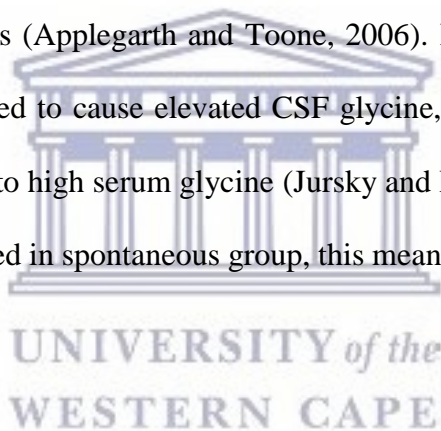 s (Applegarth and Toone, 2006).
ed to cause elevated CSF glycine,
to high serum glycine (Jursky and
ed in spontaneous group, this mean
UNIVERSITY of the
WESTERN CAPE